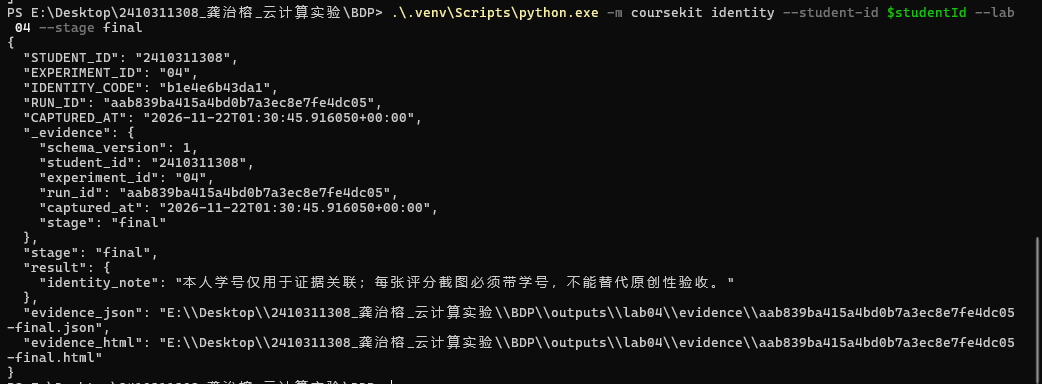 PS E:\Desktop\2410311308_龚治榕_云计算实验\BDP> .\.venv\Scripts\python.exe -m coursekit identity --student-id $studentId --lab
 04 --stage final
{
  "STUDENT_ID": "2410311308",
  "EXPERIMENT_ID": "04",
  "IDENTITY_CODE": "b1e4e6b43da1",
  "RUN_ID": "aab839ba415a4bd0b7a3ec8e7fe4dc05",
  "CAPTURED_AT": "2026-11-22T01:30:45.916050+00:00",
  "_evidence": {
    "schema_version": 1,
    "student_id": "2410311308",
    "experiment_id": "04",
    "run_id": "aab839ba415a4bd0b7a3ec8e7fe4dc05",
    "captured_at": "2026-11-22T01:30:45.916050+00:00",
    "stage": "final"
  },
  "stage": "final",
  "result": {
    "identity_note": "本人学号仅用于证据关联；每张评分截图必须带学号，不能替代原创性验收。"
  },
  "evidence_json": "E:\\Desktop\\2410311308_龚治榕_云计算实验\\BDP\\outputs\\lab04\\evidence\\aab839ba415a4bd0b7a3ec8e7fe4dc05
-final.json",
  "evidence_html": "E:\\Desktop\\2410311308_龚治榕_云计算实验\\BDP\\outputs\\lab04\\evidence\\aab839ba415a4bd0b7a3ec8e7fe4dc05
-final.html"
}